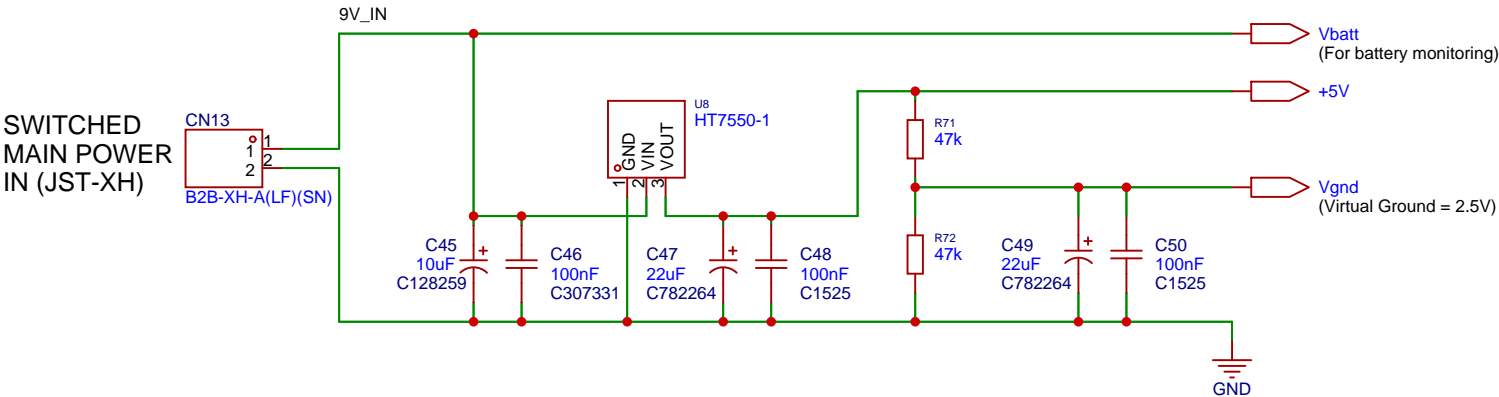 9V_IN
Vbatt
(For battery monitoring)
+5V
SWITCHED
MAIN POWER
IN (JST-XH)
CN13
1
1
2
2
B2B-XH-A(LF)(SN)
U8
HT7550-1
GND
VIN
VOUT
1
2
3
R71
47k
Vgnd
(Virtual Ground = 2.5V)
R72
47k
C45
10uF
C128259
+
C46
100nF
C307331
C47
22uF
C782264
+
C48
100nF
C1525
C49
22uF
C782264
+
C50
100nF
C1525
GND